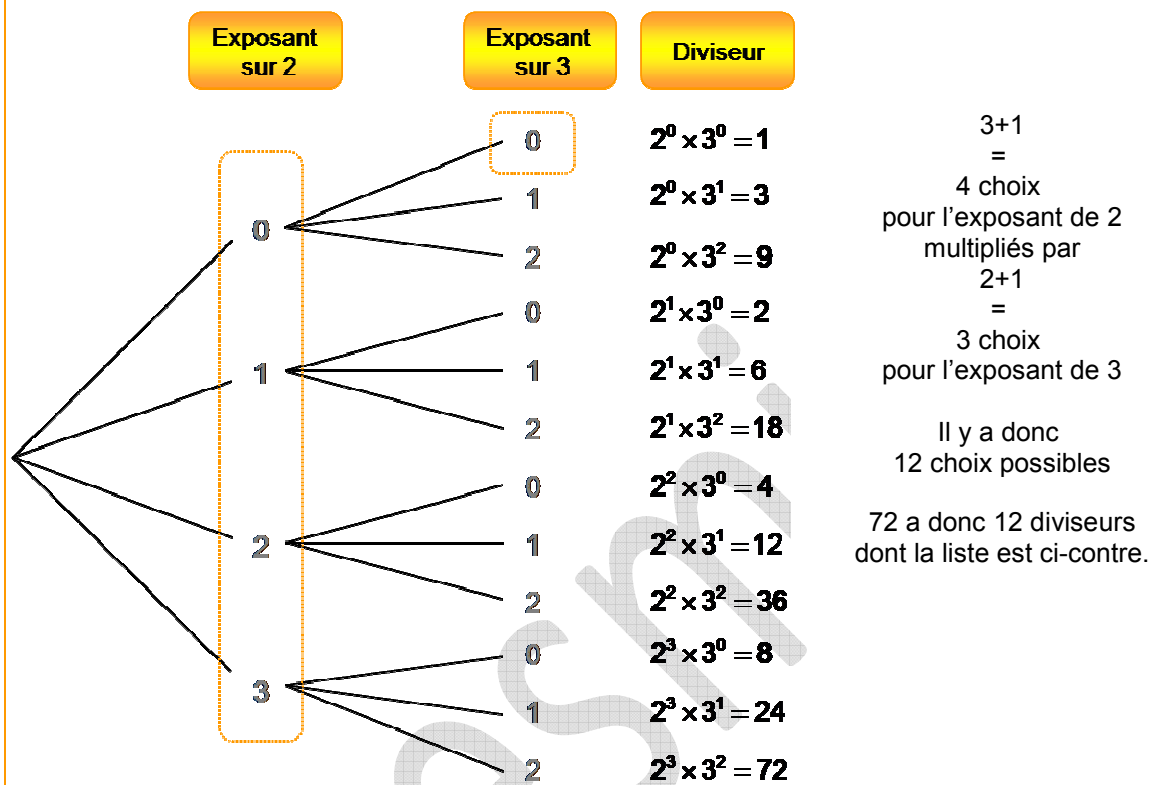 Exposant
sur 2
Exposant
sur 3
Diviseur
0
0 2⁰ × 3⁰ = 1
1 2⁰ × 3¹ = 3
2 2⁰ × 3² = 9
1
0 2¹ × 3⁰ = 2
1 2¹ × 3¹ = 6
2 2¹ × 3² = 18
2
0 2² × 3⁰ = 4
1 2² × 3¹ = 12
2 2² × 3² = 36
3
0 2³ × 3⁰ = 8
1 2³ × 3¹ = 24
2 2³ × 3² = 72
3+1
=
4 choix
pour l’exposant de 2
multipliés par
2+1
=
3 choix
pour l’exposant de 3
Il y a donc
12 choix possibles
72 a donc 12 diviseurs
dont la liste est ci-contre.